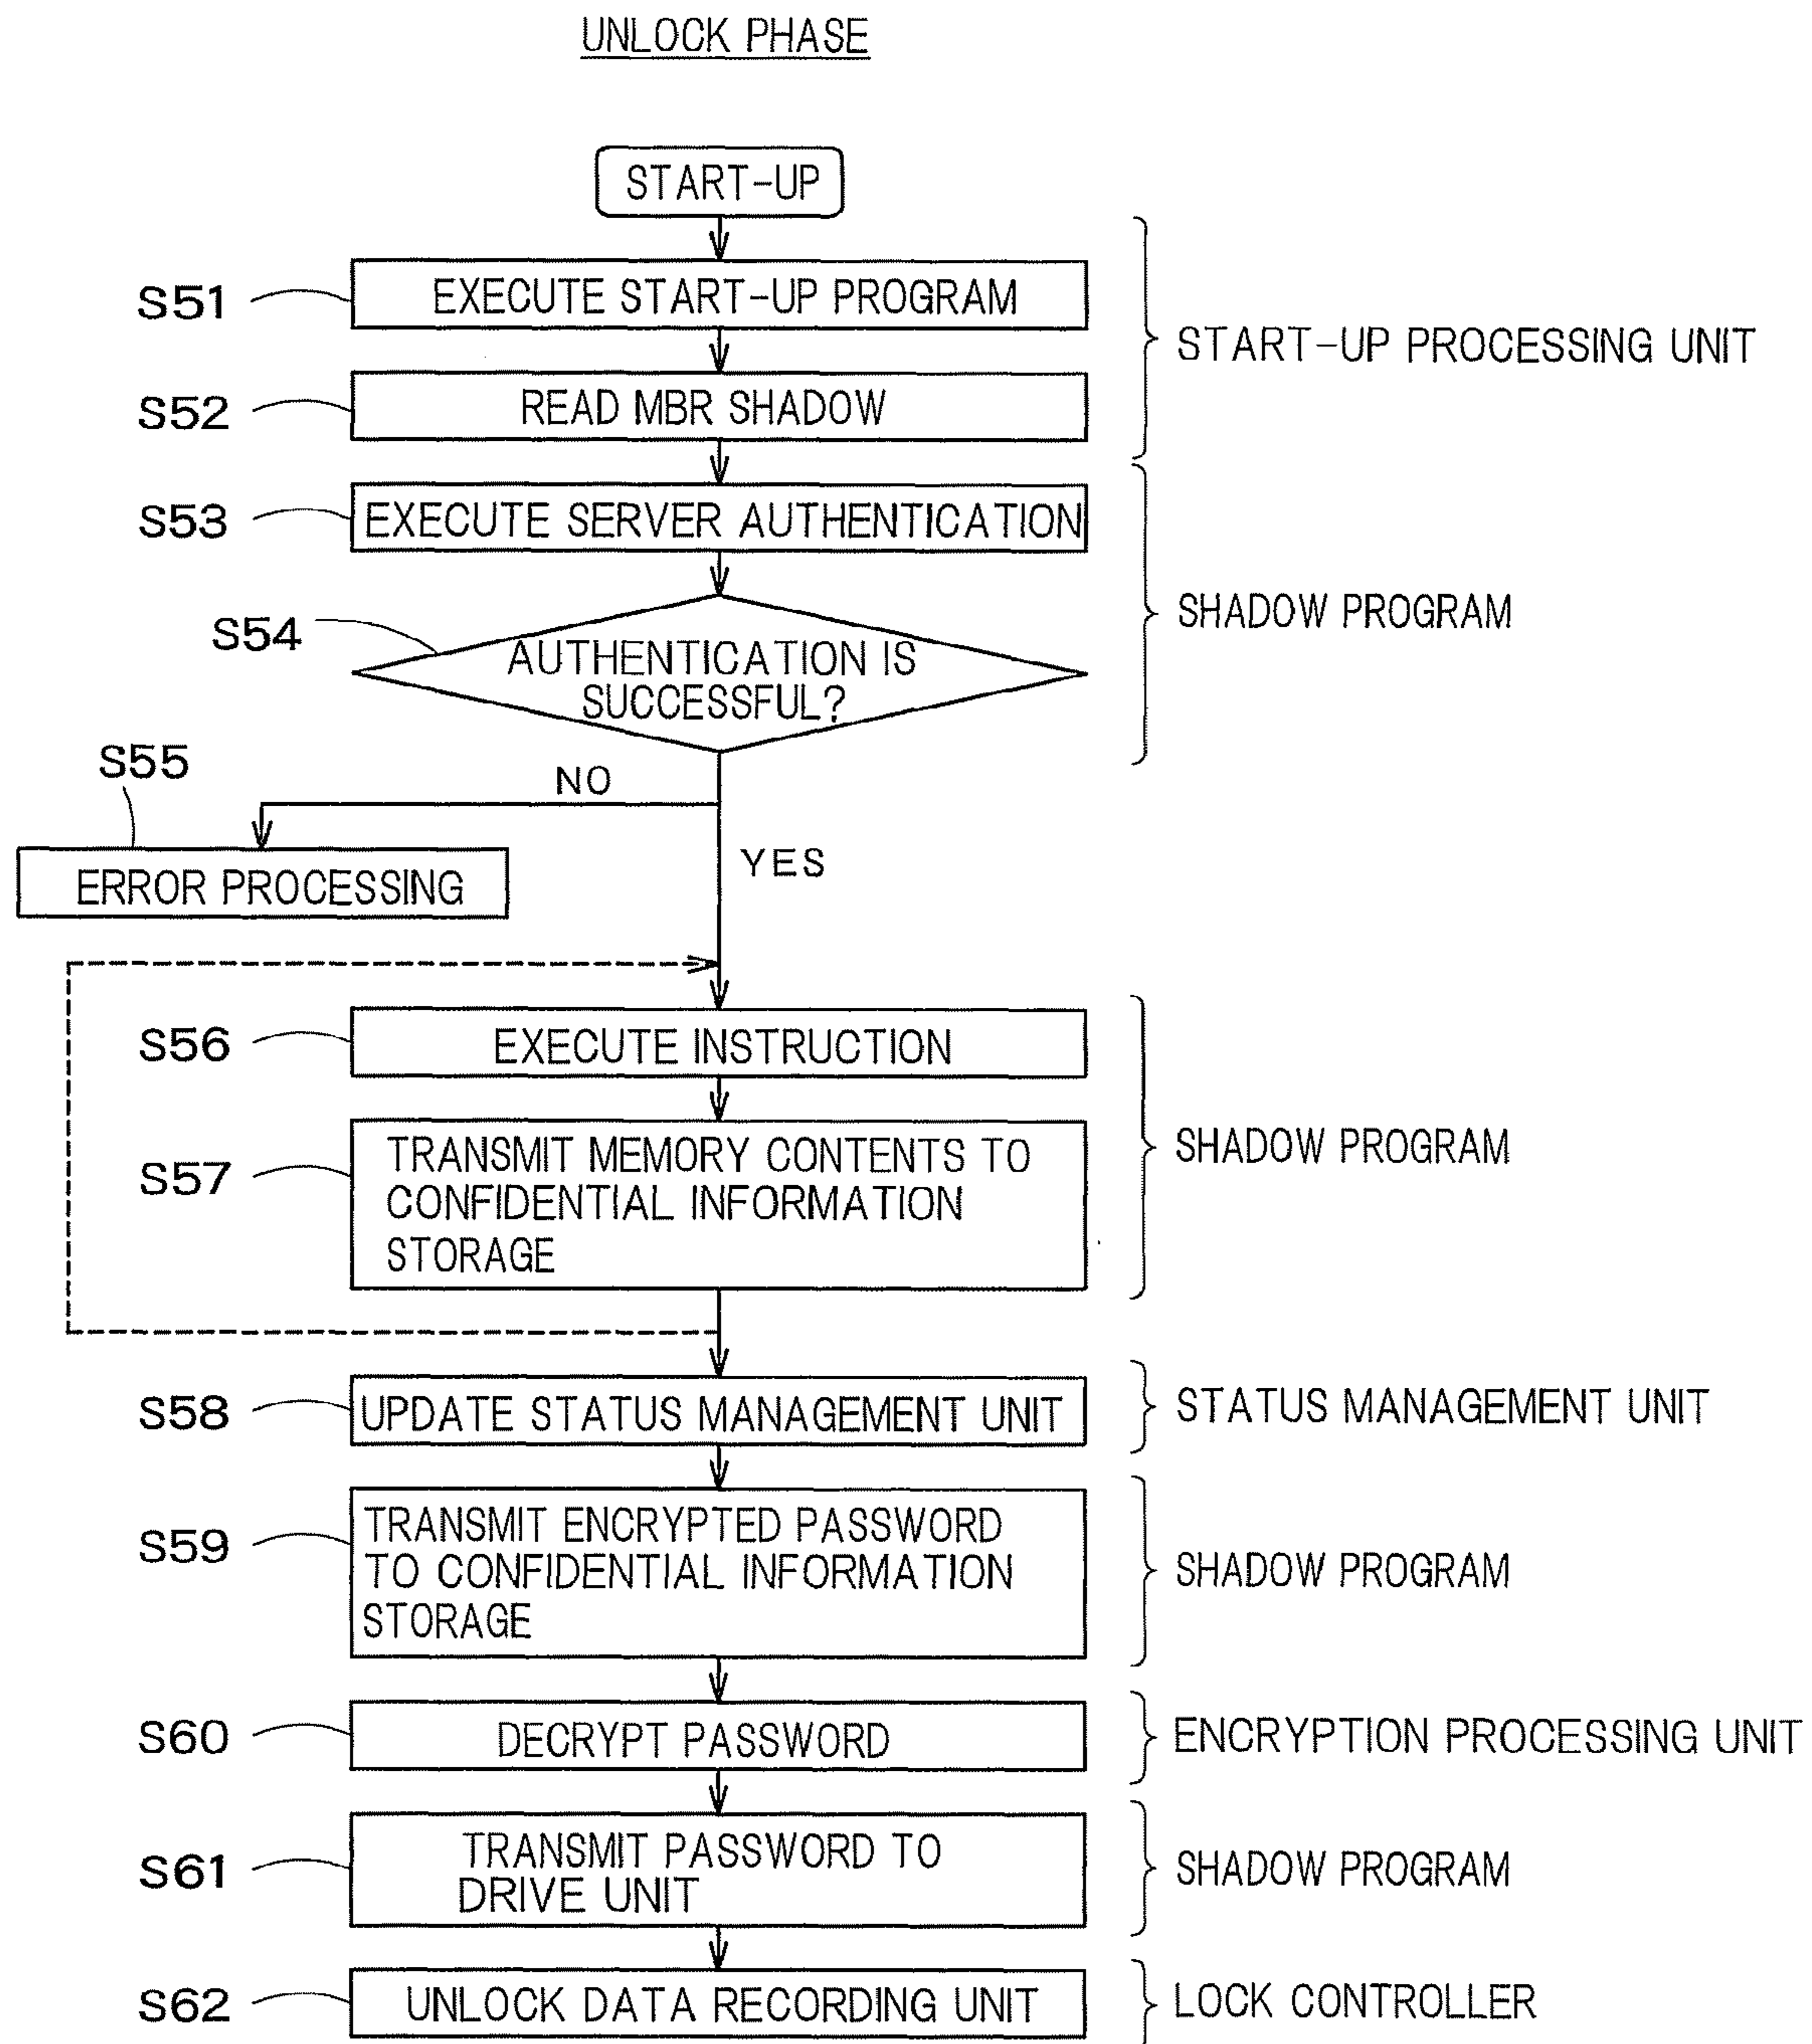 UNLOCK PHASE
START-UP
S51
EXECUTE START-UP PROGRAM
START-UP PROCESSING UNIT
S52
READ MBR SHADOW
S53
EXECUTE SERVER AUTHENTICATION
SHADOW PROGRAM
S54
AUTHENTICATION IS
SUCCESSFUL?
S55
NO
YES
ERROR PROCESSING
S56
EXECUTE INSTRUCTION
SHADOW PROGRAM
S57
TRANSMIT MEMORY CONTENTS TO
CONFIDENTIAL INFORMATION
STORAGE
S58
UPDATE STATUS MANAGEMENT UNIT
STATUS MANAGEMENT UNIT
S59
TRANSMIT ENCRYPTED PASSWORD
TO CONFIDENTIAL INFORMATION
STORAGE
SHADOW PROGRAM
S60
DECRYPT PASSWORD
ENCRYPTION PROCESSING UNIT
S61
TRANSMIT PASSWORD TO
DRIVE UNIT
SHADOW PROGRAM
S62
UNLOCK DATA RECORDING UNIT
LOCK CONTROLLER